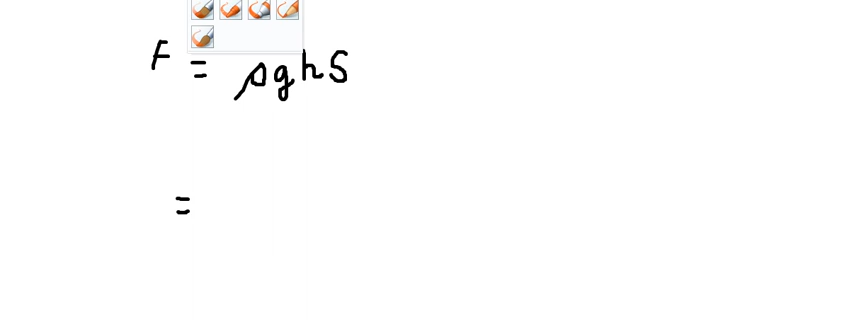 F = ρghS
=